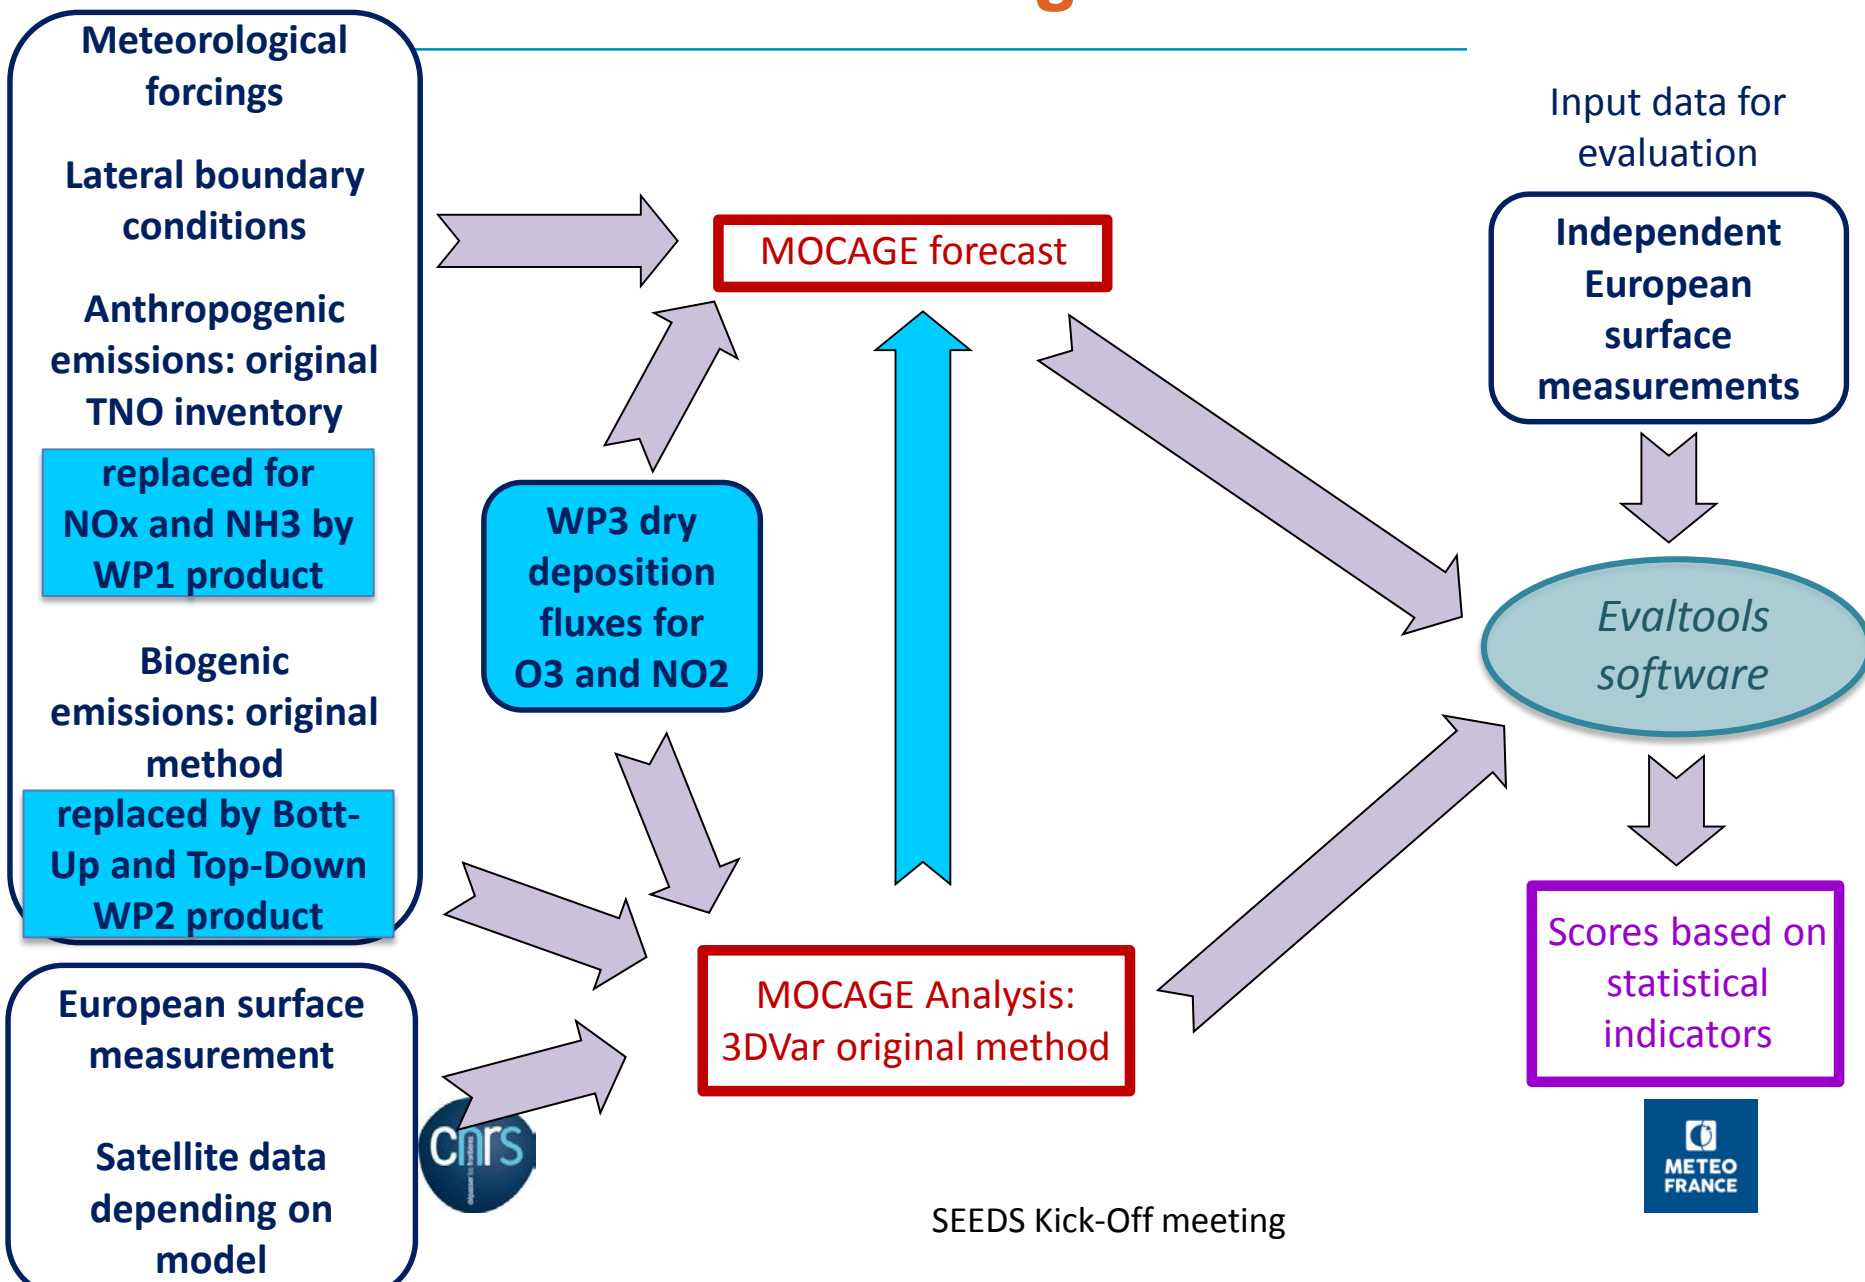 Meteorological
forcings
Lateral boundary
conditions
Anthropogenic
emissions: original
TNO inventory
replaced for
NOx and NH3 by
WP1 product
Biogenic
emissions: original
method
replaced by Bott-
Up and Top-Down
WP2 product
European surface
measurement
Satellite data
depending on
model
WP3 dry
deposition
fluxes for
O3 and NO2
MOCAGE forecast
MOCAGE Analysis:
3DVar original method
Input data for
evaluation
Independent
European
surface
measurements
Evaltools
software
Scores based on
statistical
indicators
cnrs
dépasser les frontières
METEO
FRANCE
SEEDS Kick-Off meeting